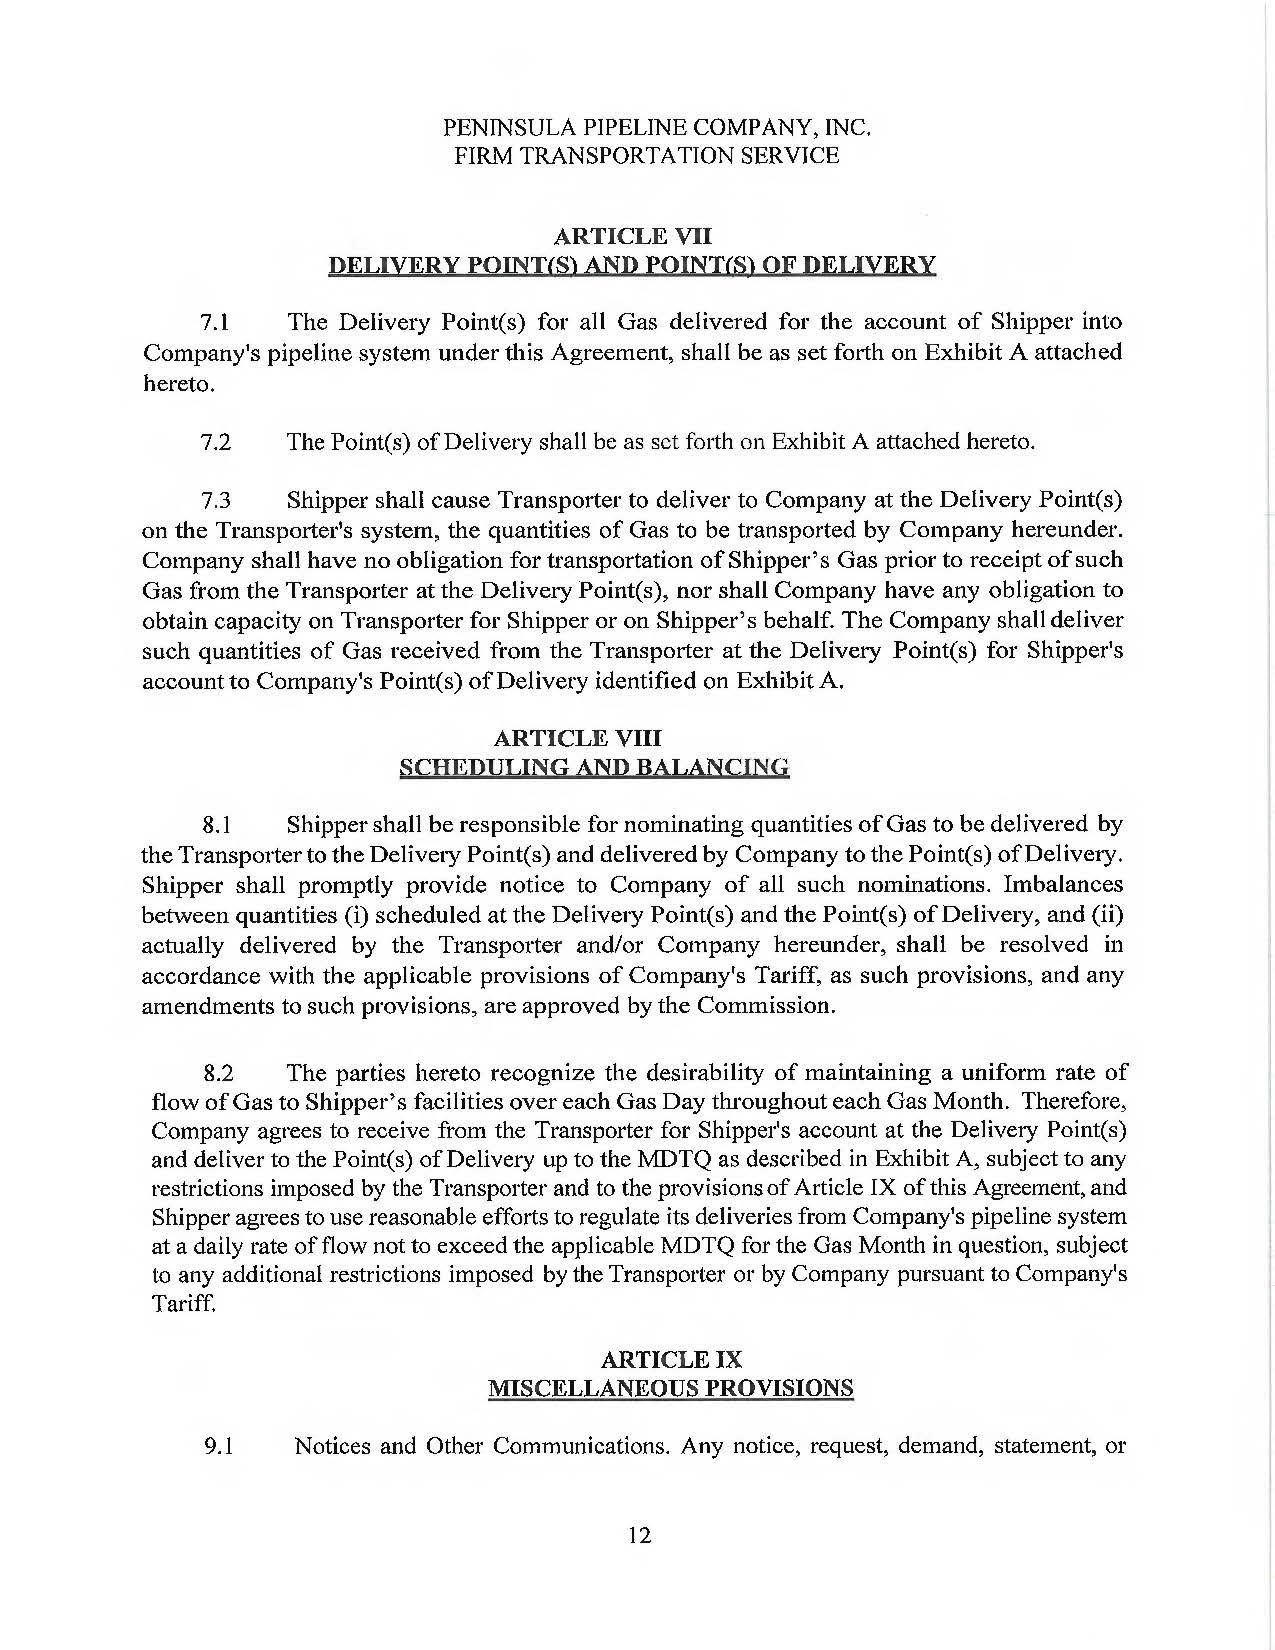 PENINSULA PIPELINE COMPANY, INC.
FIRM TRANSPORTATION SERVICE
ARTICLE VII
DELIVERY POINT(S) AND POINT(S) OF DELIVERY
7.1 The Delivery Point(s) for all Gas delivered for the account of Shipper into
Company's pipeline system under this Agreement, shall be as set forth on Exhibit A attached
hereto.
7.2 The Point(s) of Delivery shall be as set forth on Exhibit A attached hereto.
7.3 Shipper shall cause Transporter to deliver to Company at the Delivery Point(s)
on the Transporter's system, the quantities of Gas to be transported by Company hereunder.
Company shall have no obligation for transportation of Shipper’s Gas prior to receipt of such
Gas from the Transporter at the Delivery Point(s), nor shall Company have any obligation to
obtain capacity on Transporter for Shipper or on Shipper’s behalf. The Company shall deliver
such quantities of Gas received from the Transporter at the Delivery Point(s) for Shipper's
account to Company's Point(s) of Delivery identified on Exhibit A.
ARTICLE VIII
SCHEDULING AND BALANCING
8.1 Shipper shall be responsible for nominating quantities of Gas to be delivered by
the Transporter to the Delivery Point(s) and delivered by Company to the Point(s) of Delivery.
Shipper shall promptly provide notice to Company of all such nominations. Imbalances
between quantities (i) scheduled at the Delivery Point(s) and the Point(s) of Delivery, and (ii)
actually delivered by the Transporter and/or Company hereunder, shall be resolved in
accordance with the applicable provisions of Company's Tariff, as such provisions, and any
amendments to such provisions, are approved by the Commission.
8.2 The parties hereto recognize the desirability of maintaining a uniform rate of
flow of Gas to Shipper’s facilities over each Gas Day throughout each Gas Month. Therefore,
Company agrees to receive from the Transporter for Shipper's account at the Delivery Point(s)
and deliver to the Point(s) of Delivery up to the MDTQ as described in Exhibit A, subject to any
restrictions imposed by the Transporter and to the provisions of Article IX of this Agreement, and
Shipper agrees to use reasonable efforts to regulate its deliveries from Company's pipeline system
at a daily rate of flow not to exceed the applicable MDTQ for the Gas Month in question, subject
to any additional restrictions imposed by the Transporter or by Company pursuant to Company's
Tariff.
ARTICLE IX
MISCELLANEOUS PROVISIONS
9.1 Notices and Other Communications. Any notice, request, demand, statement, or
12